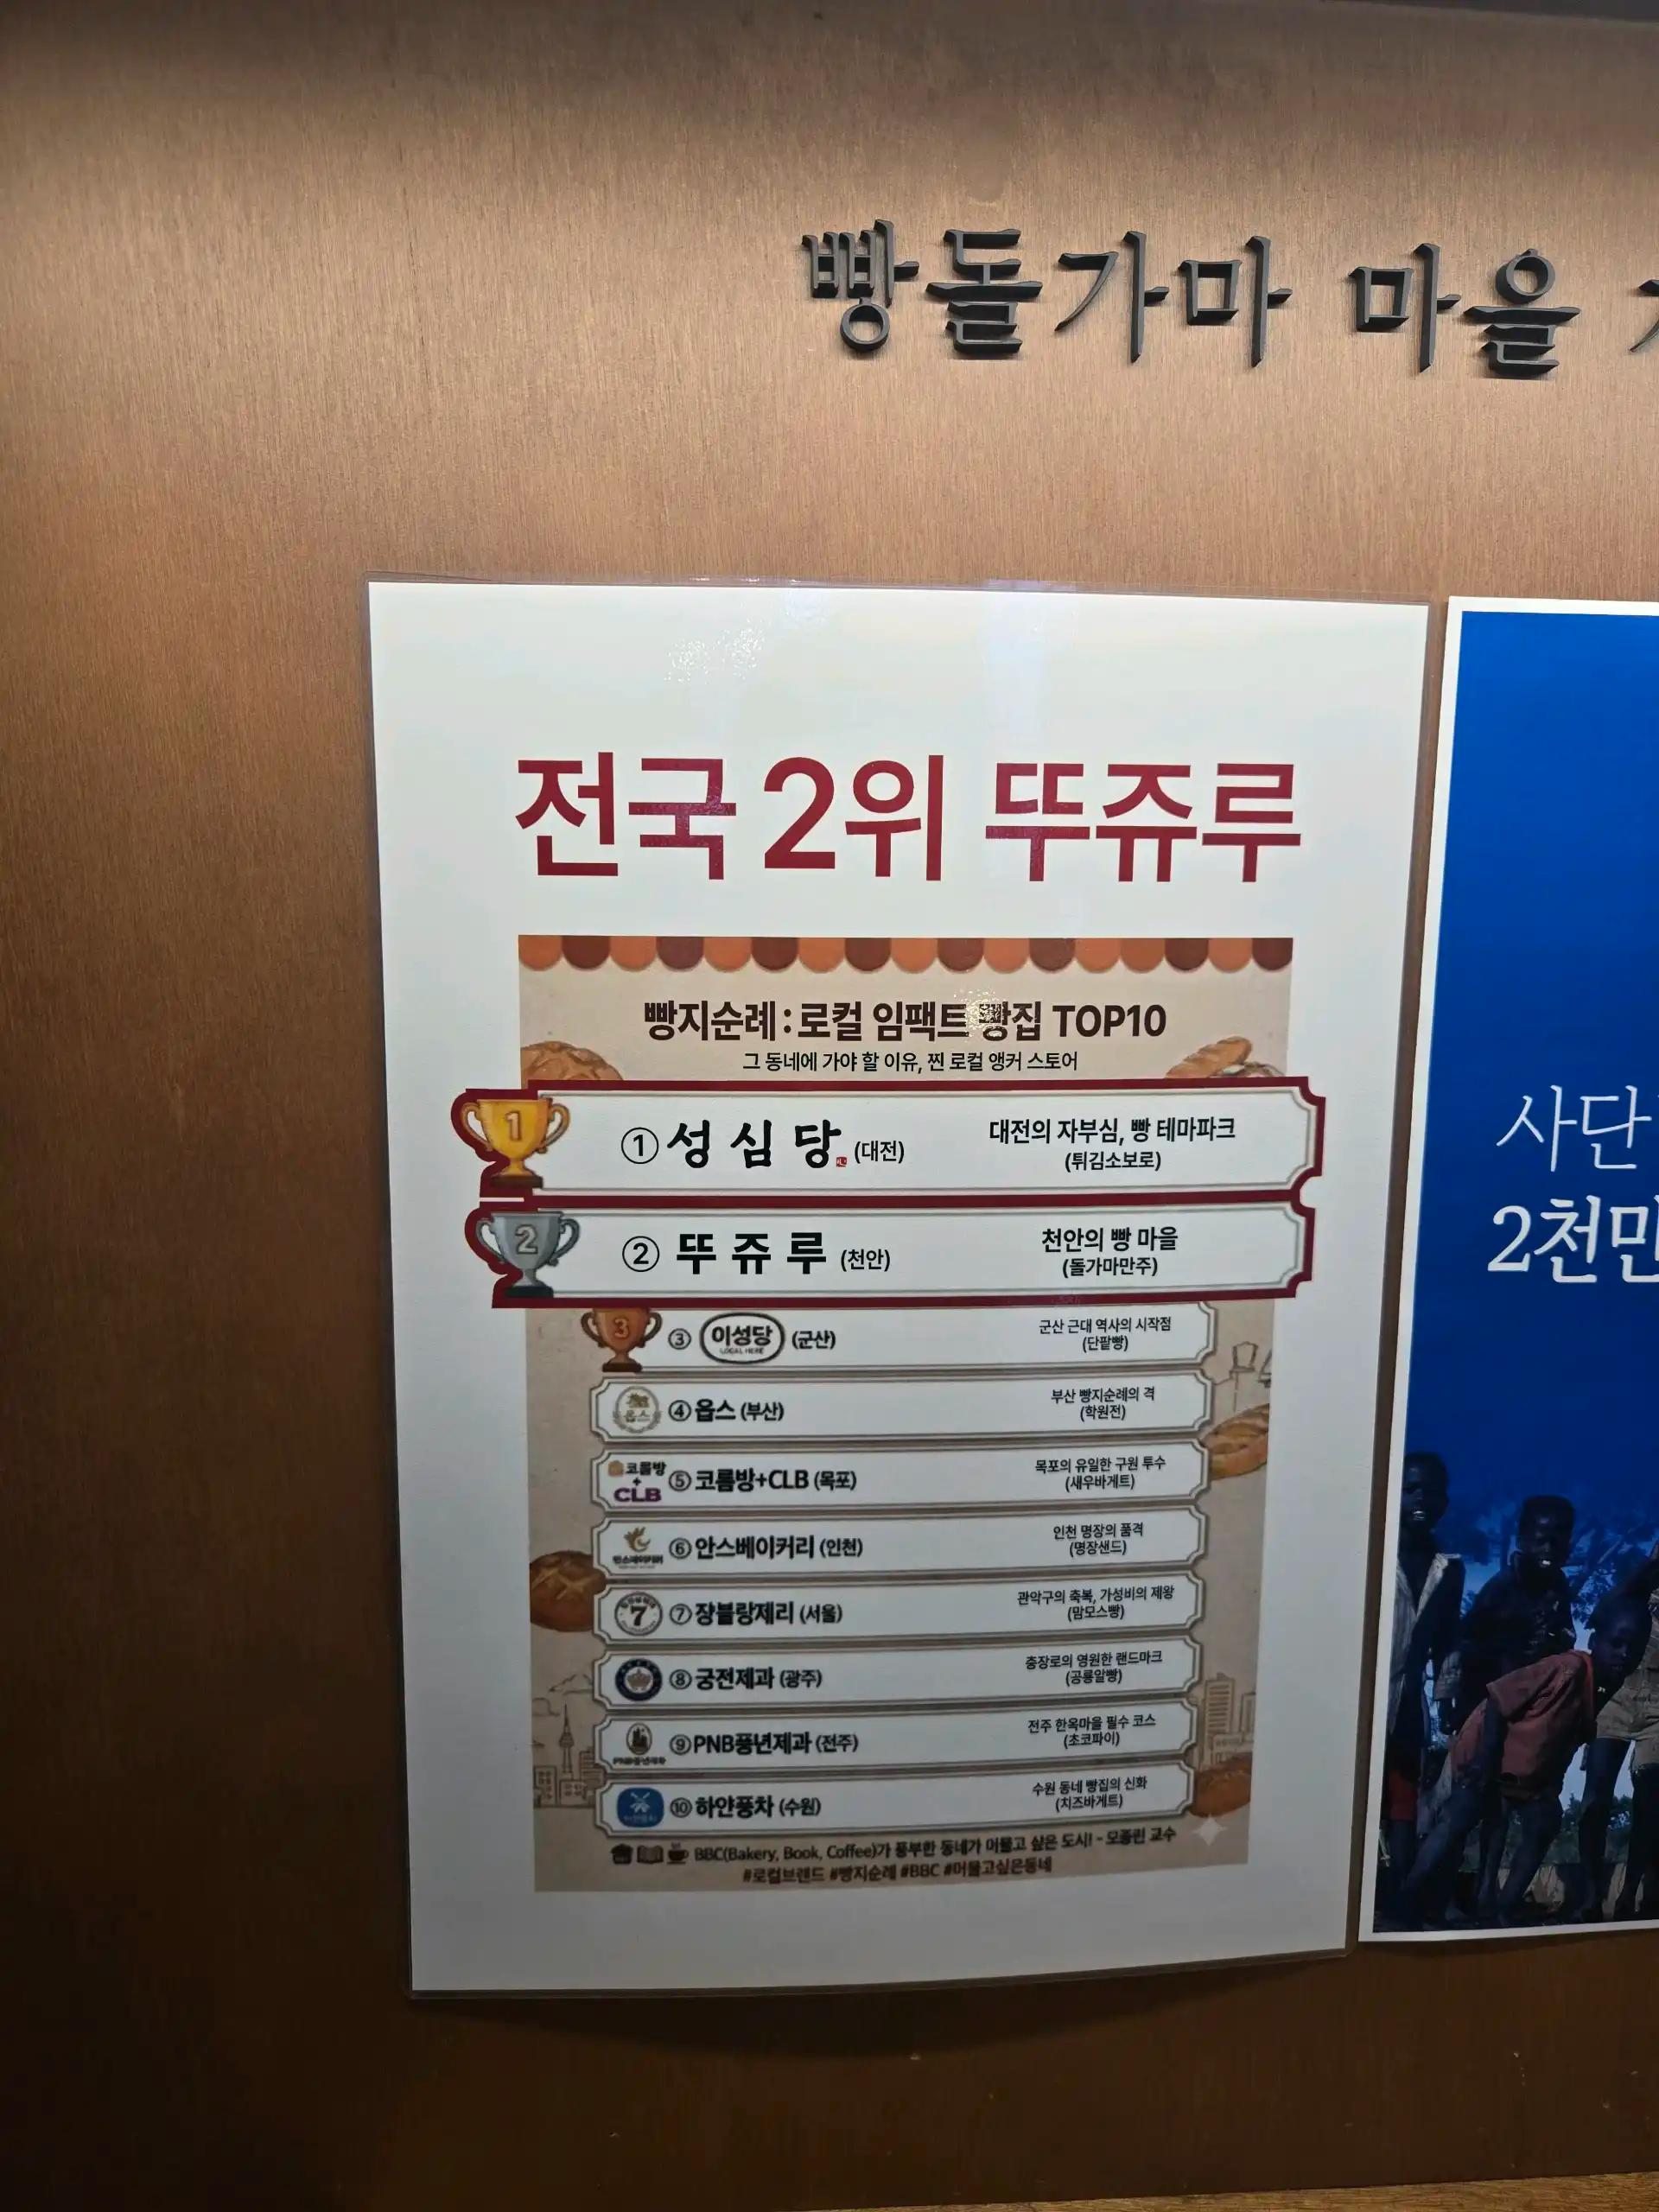 빵돌가마 마을
전국 2위 뚜쥬루
빵지순례 : 로컬 임팩트 빵집 TOP10
그 동네에 가야 할 이유, 찐 로컬 앵커 스토어
1
① 성심당 (대전)
대전의 자부심, 빵 테마파크
(튀김소보로)
2
② 뚜쥬루 (천안)
천안의 빵 마을
(돌가마만주)
3
③ 이성당 (군산)
군산 근대 역사의 시작점
(단팥빵)
옵스
④ 옵스 (부산)
부산 빵지순례의 격
(학원전)
코롬방
+
CLB
⑤ 코롬방+CLB (목포)
목포의 유일한 구원 투수
(새우바게트)
⑥ 안스베이커리 (인천)
인천 명장의 품격
(명장샌드)
7
⑦ 쟝블랑제리 (서울)
관악구의 축복, 가성비의 제왕
(맘모스빵)
⑧ 궁전제과 (광주)
충장로의 영원한 랜드마크
(공룡알빵)
⑨ PNB풍년제과 (전주)
전주 한옥마을 필수 코스
(초코파이)
⑩ 하얀풍차 (수원)
수원 동네 빵집의 신화
(치즈바게트)
BBC(Bakery, Book, Coffee)가 풍부한 동네가 머물고 싶은 도시! - 모종린 교수
#로컬브랜드 #빵지순례 #BBC #머물고싶은동네
사단
2천만